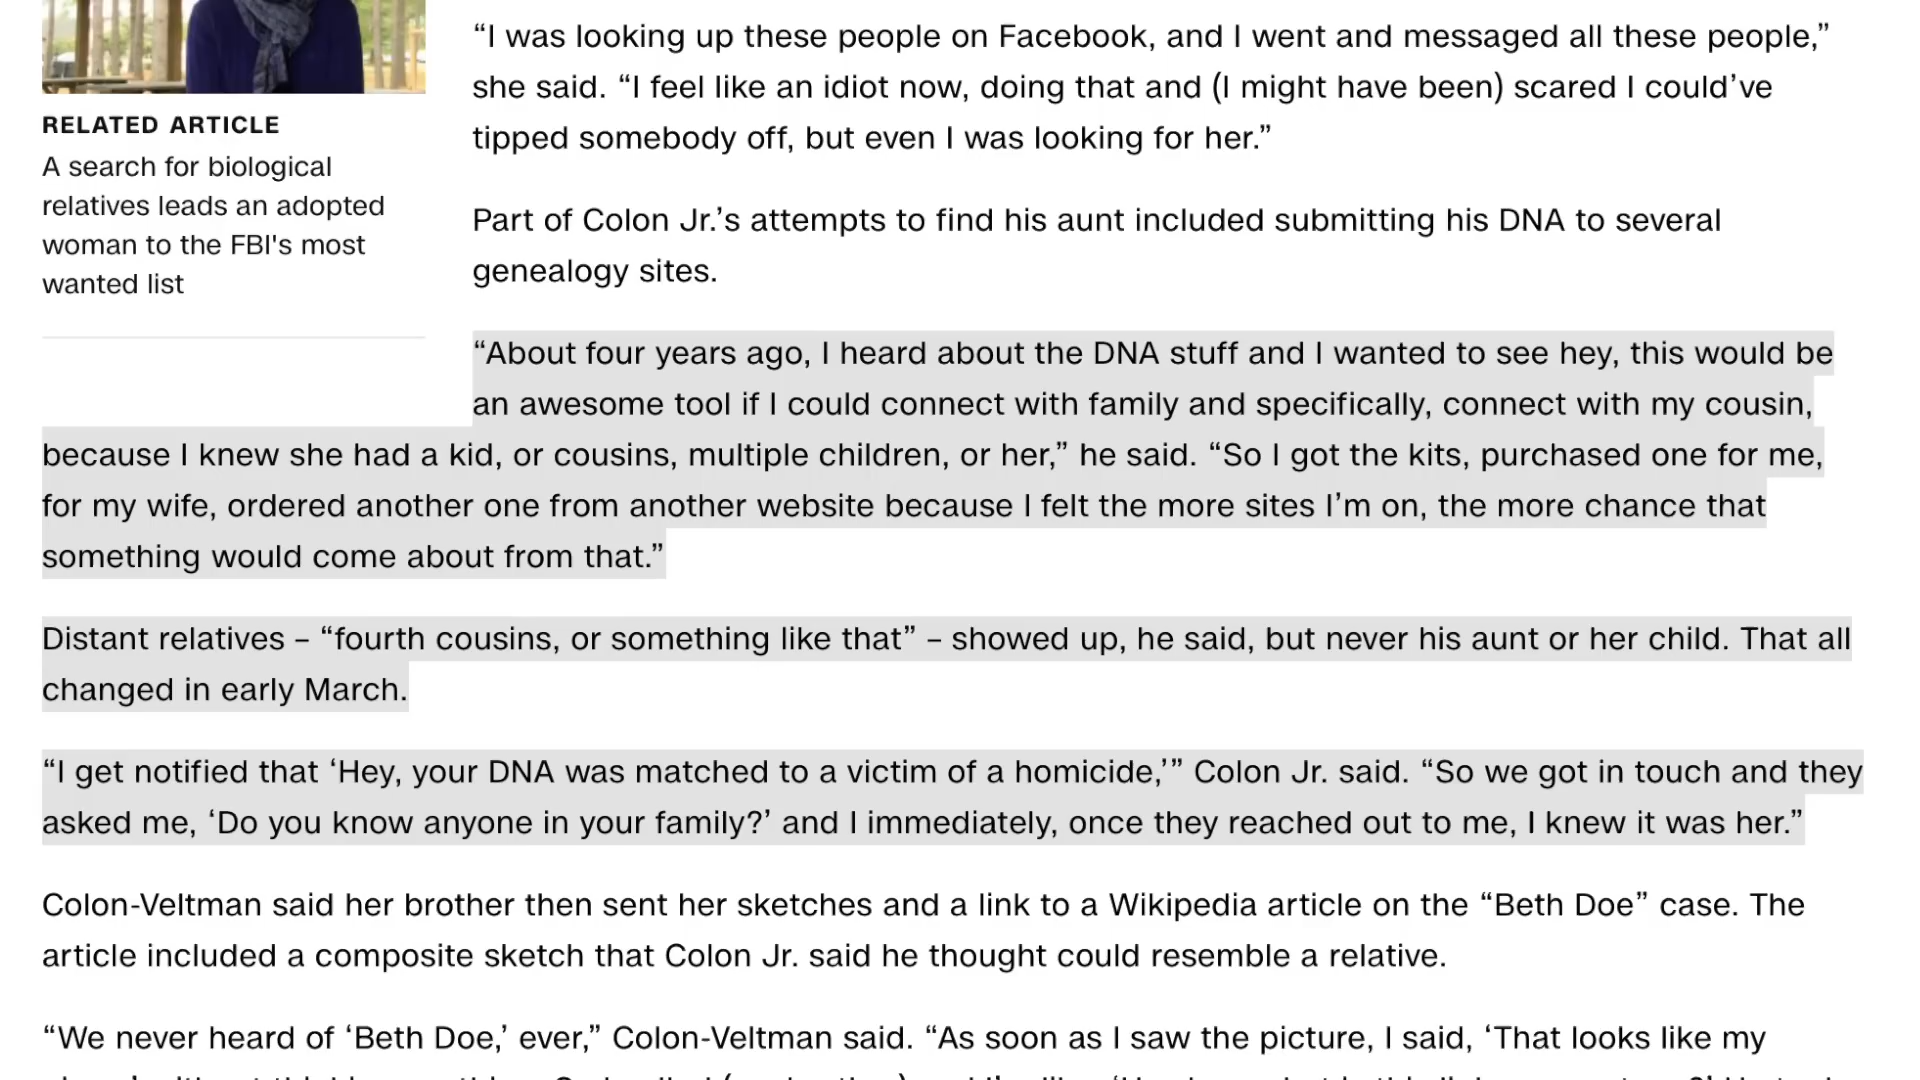 “I was looking up these people on Facebook, and I went and messaged all these people,”
she said. “I feel like an idiot now, doing that and (I might have been) scared I could’ve
tipped somebody off, but even I was looking for her.”
RELATED ARTICLE
A search for biological
relatives leads an adopted
woman to the FBI's most
wanted list
Part of Colon Jr.’s attempts to find his aunt included submitting his DNA to several
genealogy sites.
“About four years ago, I heard about the DNA stuff and I wanted to see hey, this would be
an awesome tool if I could connect with family and specifically, connect with my cousin,
because I knew she had a kid, or cousins, multiple children, or her,” he said. “So I got the kits, purchased one for me,
for my wife, ordered another one from another website because I felt the more sites I’m on, the more chance that
something would come about from that.”
Distant relatives – “fourth cousins, or something like that” – showed up, he said, but never his aunt or her child. That all
changed in early March.
“I get notified that ‘Hey, your DNA was matched to a victim of a homicide,’” Colon Jr. said. “So we got in touch and they
asked me, ‘Do you know anyone in your family?’ and I immediately, once they reached out to me, I knew it was her.”
Colon-Veltman said her brother then sent her sketches and a link to a Wikipedia article on the “Beth Doe” case. The
article included a composite sketch that Colon Jr. said he thought could resemble a relative.
“We never heard of ‘Beth Doe,’ ever,” Colon-Veltman said. “As soon as I saw the picture, I said, ‘That looks like my